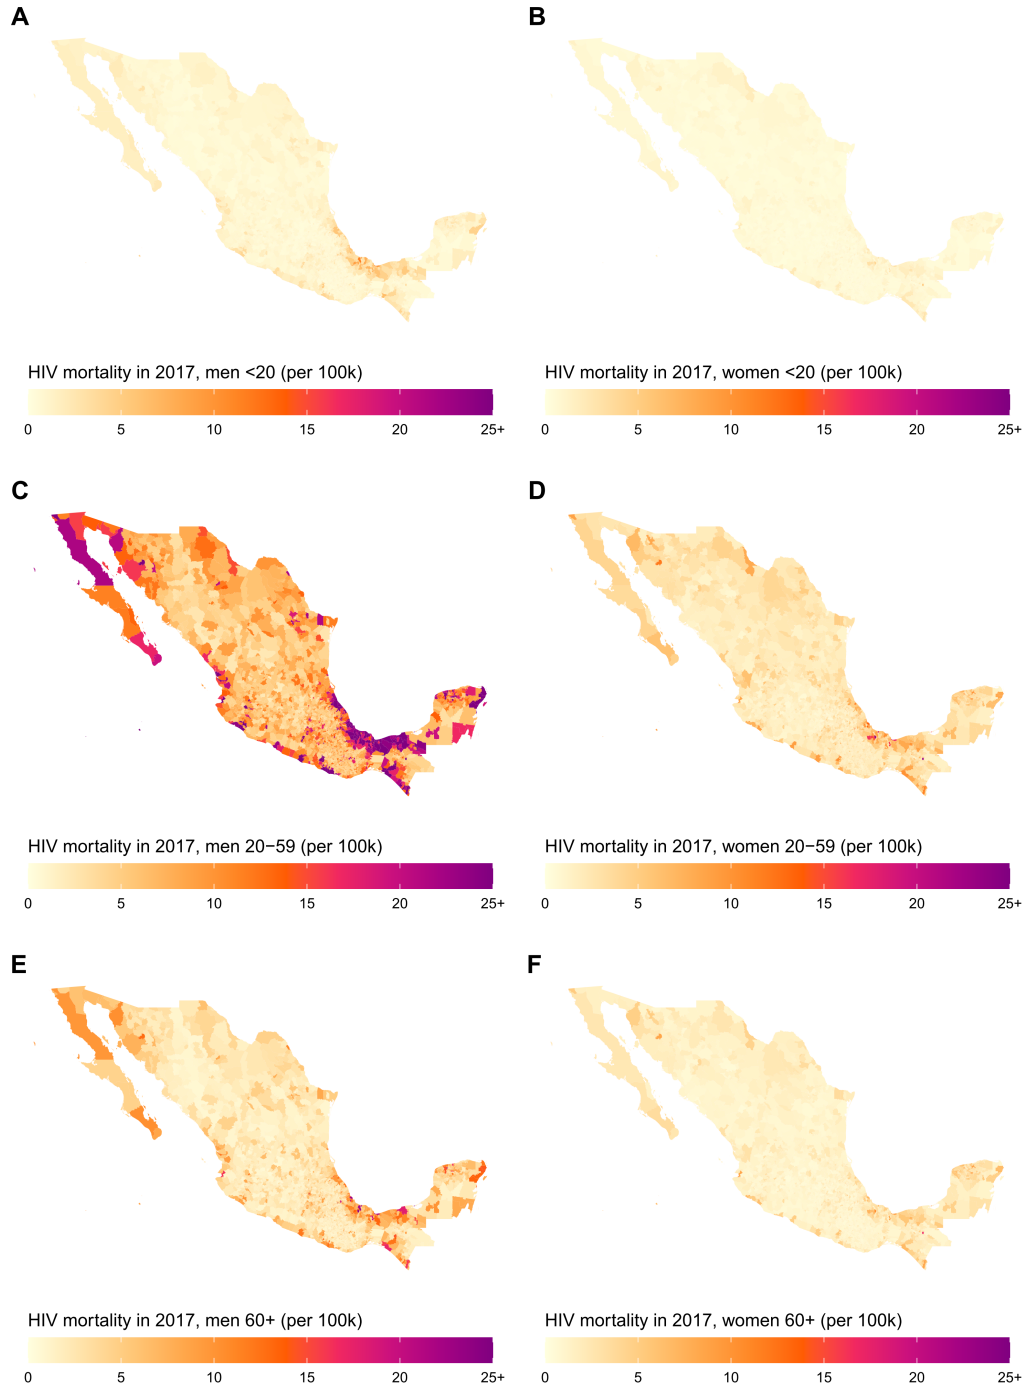 A
B
HIV mortality in 2017, men <20 (per 100k)
0 5 10 15 20 25+
HIV mortality in 2017, women <20 (per 100k)
0 5 10 15 20 25+
C
D
HIV mortality in 2017, men 20−59 (per 100k)
0 5 10 15 20 25+
HIV mortality in 2017, women 20−59 (per 100k)
0 5 10 15 20 25+
E
F
HIV mortality in 2017, men 60+ (per 100k)
0 5 10 15 20 25+
HIV mortality in 2017, women 60+ (per 100k)
0 5 10 15 20 25+